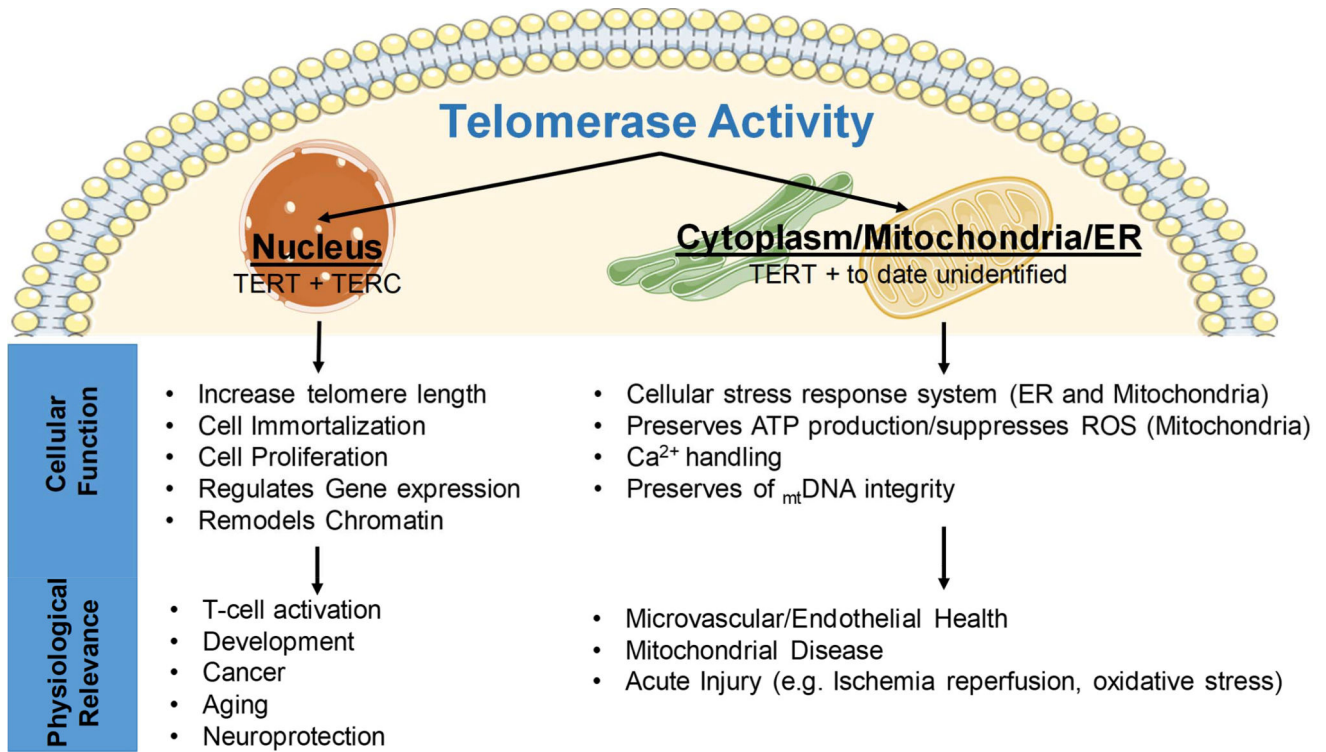 Telomerase Activity
Nucleus
TERT + TERC
Cytoplasm/Mitochondria/ER
TERT + to date unidentified
Cellular
Function
• Increase telomere length
• Cell Immortalization
• Cell Proliferation
• Regulates Gene expression
• Remodels Chromatin
• Cellular stress response system (ER and Mitochondria)
• Preserves ATP production/suppresses ROS (Mitochondria)
• Ca²⁺ handling
• Preserves of mtDNA integrity
Physiological
Relevance
• T-cell activation
• Development
• Cancer
• Aging
• Neuroprotection
• Microvascular/Endothelial Health
• Mitochondrial Disease
• Acute Injury (e.g. Ischemia reperfusion, oxidative stress)